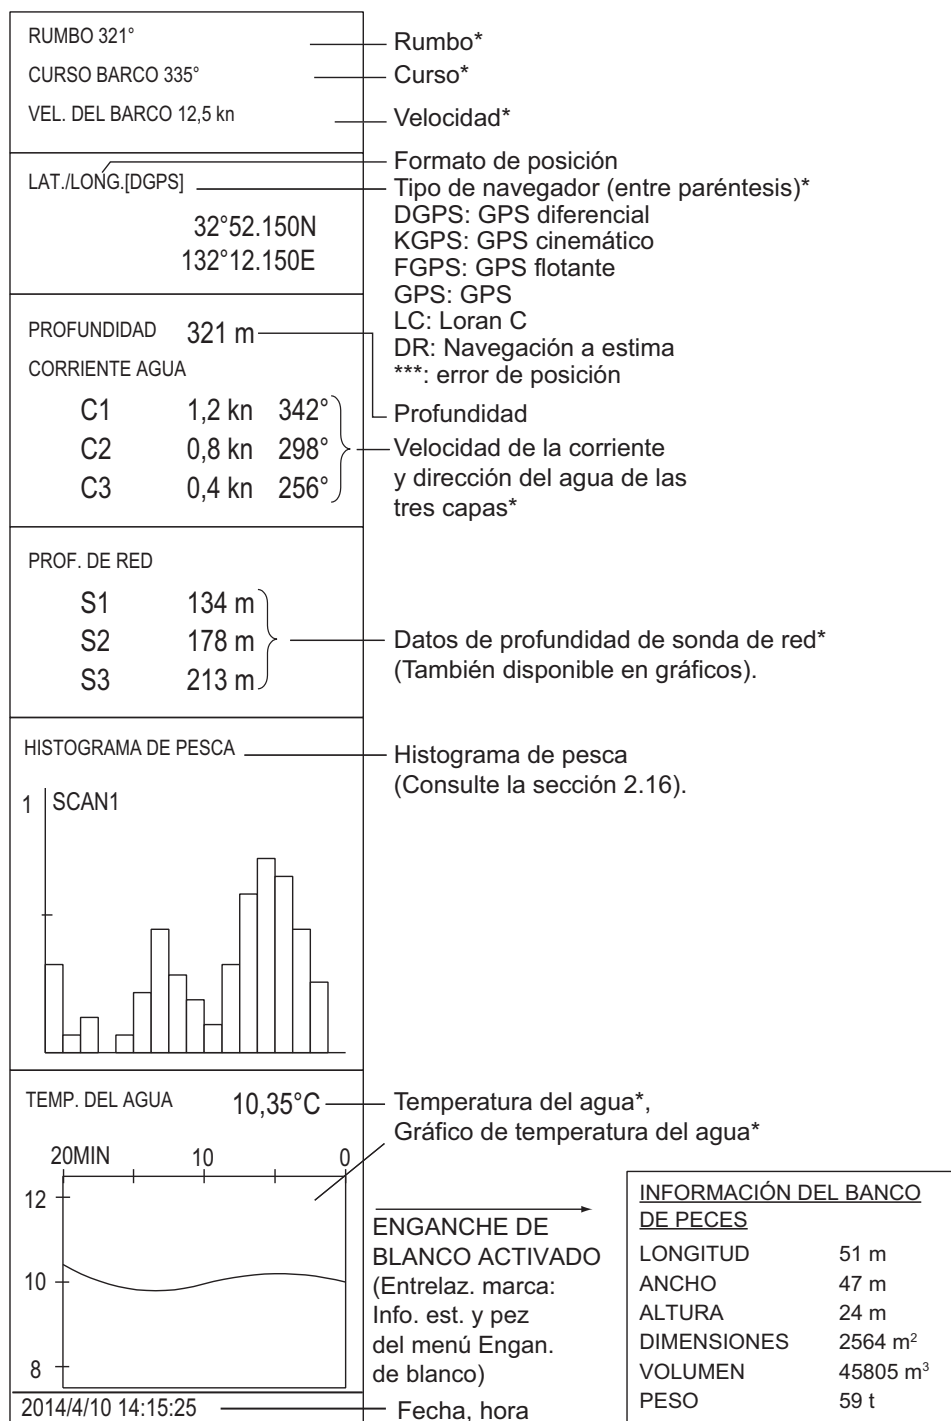 RUMBO 321°
Rumbo*
CURSO BARCO 335°
Curso*
VEL. DEL BARCO 12,5 kn
Velocidad*
Formato de posición
LAT./LONG.[DGPS]
Tipo de navegador (entre paréntesis)*
DGPS: GPS diferencial
KGPS: GPS cinemático
FGPS: GPS flotante
GPS: GPS
LC: Loran C
DR: Navegación a estima
***: error de posición
32°52.150N
132°12.150E
PROFUNDIDAD 321 m
Profundidad
CORRIENTE AGUA
C1 1,2 kn 342°
C2 0,8 kn 298°
C3 0,4 kn 256°
Velocidad de la corriente
y dirección del agua de las
tres capas*
PROF. DE RED
S1 134 m
S2 178 m
S3 213 m
Datos de profundidad de sonda de red*
(También disponible en gráficos).
HISTOGRAMA DE PESCA
Histograma de pesca
(Consulte la sección 2.16).
1 SCAN1
TEMP. DEL AGUA 10,35°C
Temperatura del agua*,
Gráfico de temperatura del agua*
20MIN 10 0
12
10
8
ENGANCHE DE
BLANCO ACTIVADO
(Entrelaz. marca:
Info. est. y pez
del menú Engan.
de blanco)
INFORMACIÓN DEL BANCO
DE PECES
LONGITUD 51 m
ANCHO 47 m
ALTURA 24 m
DIMENSIONES 2564 m²
VOLUMEN 45805 m³
PESO 59 t
2014/4/10 14:15:25
Fecha, hora